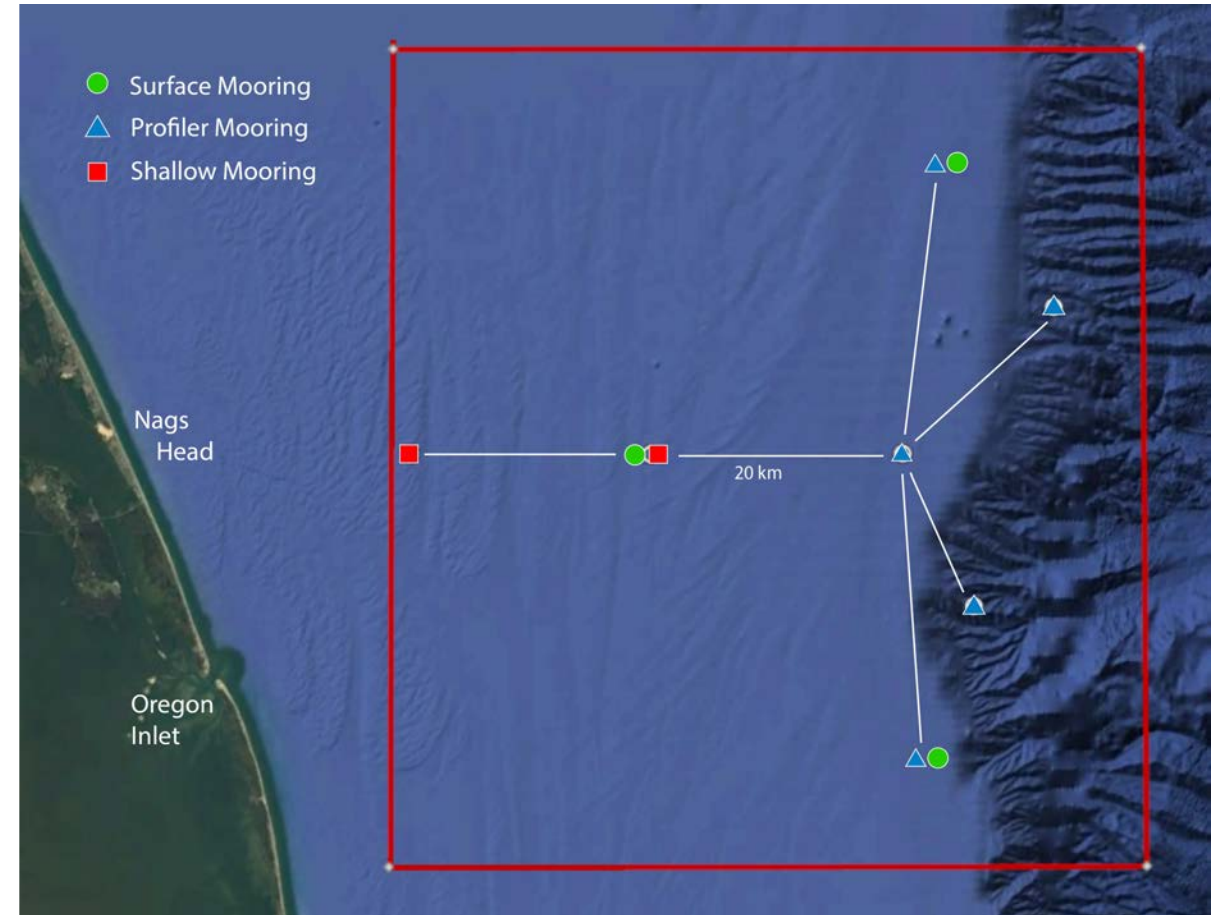 Surface Mooring
Profiler Mooring
Shallow Mooring
Nags
Head
20 km
Oregon
Inlet